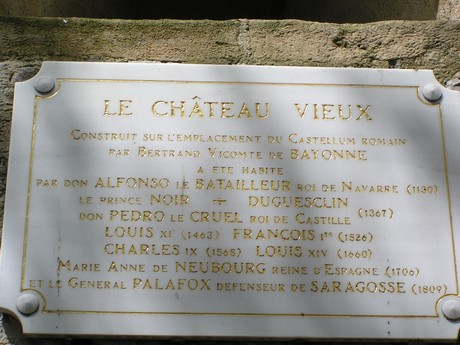 LE CHÂTEAU VIEUX
CONSTRUIT SUR L'EMPLACEMENT DU CASTELLUM ROMAIN
PAR BERTRAND VICOMTE DE BAYONNE
A ÉTÉ HABITÉ
PAR DON ALFONSO LE BATAILLEUR ROI DE NAVARRE (1130)
LE PRINCE NOIR + DUGUESCLIN
DON PEDRO LE CRUEL ROI DE CASTILLE (1367)
LOUIS XI (1463) FRANÇOIS 1ER (1526)
CHARLES IX (1565) LOUIS XIV (1660)
MARIE ANNE DE NEUBOURG REINE D'ESPAGNE (1706)
ET LE GENERAL PALAFOX DEFENSEUR DE SARAGOSSE (1809)